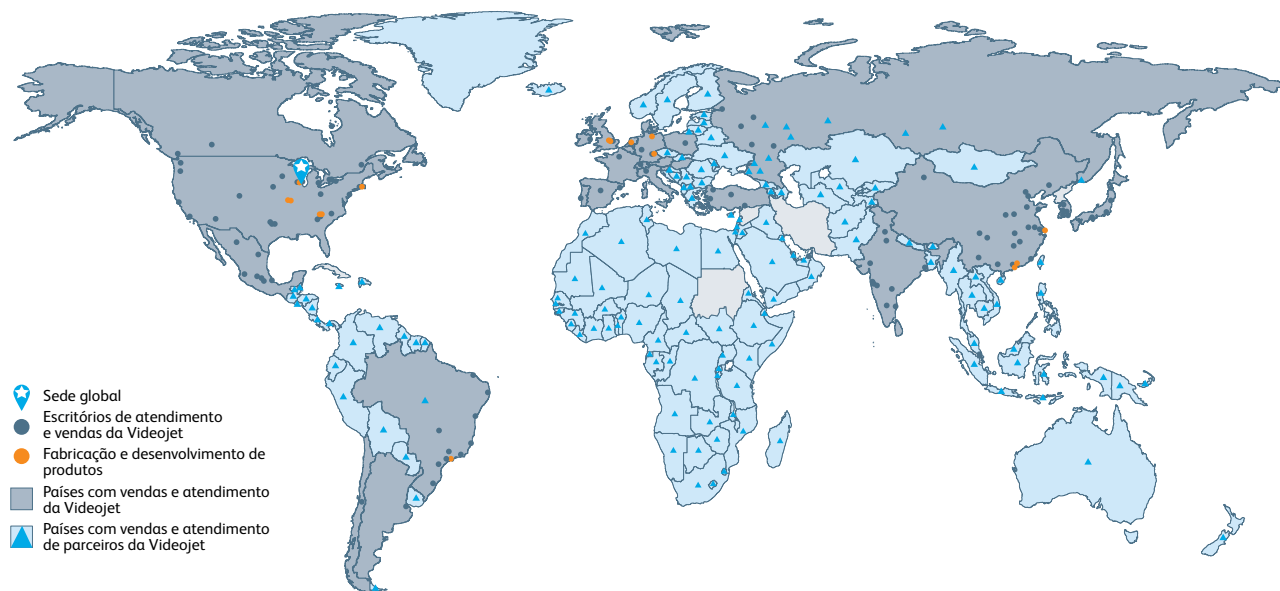 Sede global
Escritórios de atendimento
e vendas da Videojet
Fabricação e desenvolvimento de
produtos
Países com vendas e atendimento
da Videojet
Países com vendas e atendimento
de parceiros da Videojet